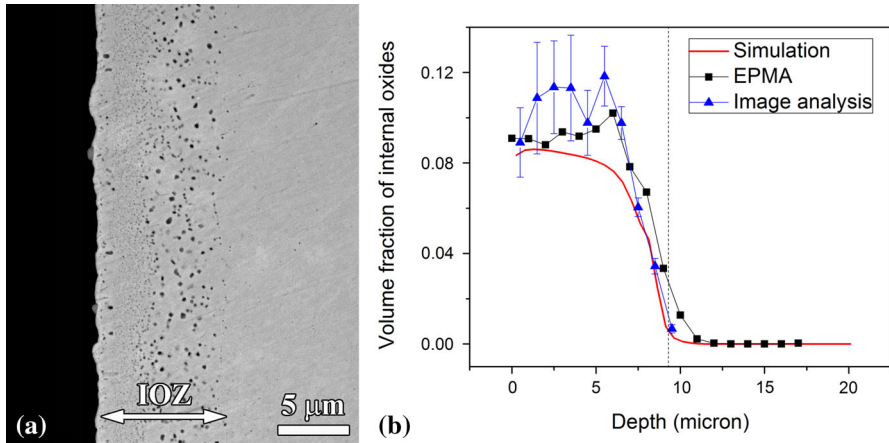 IOZ
5 μm
(a)
Simulation
EPMA
Image analysis
0.12
0.08
0.04
0.00
Volume fraction of internal oxides
0
5
10
15
20
Depth (micron)
(b)